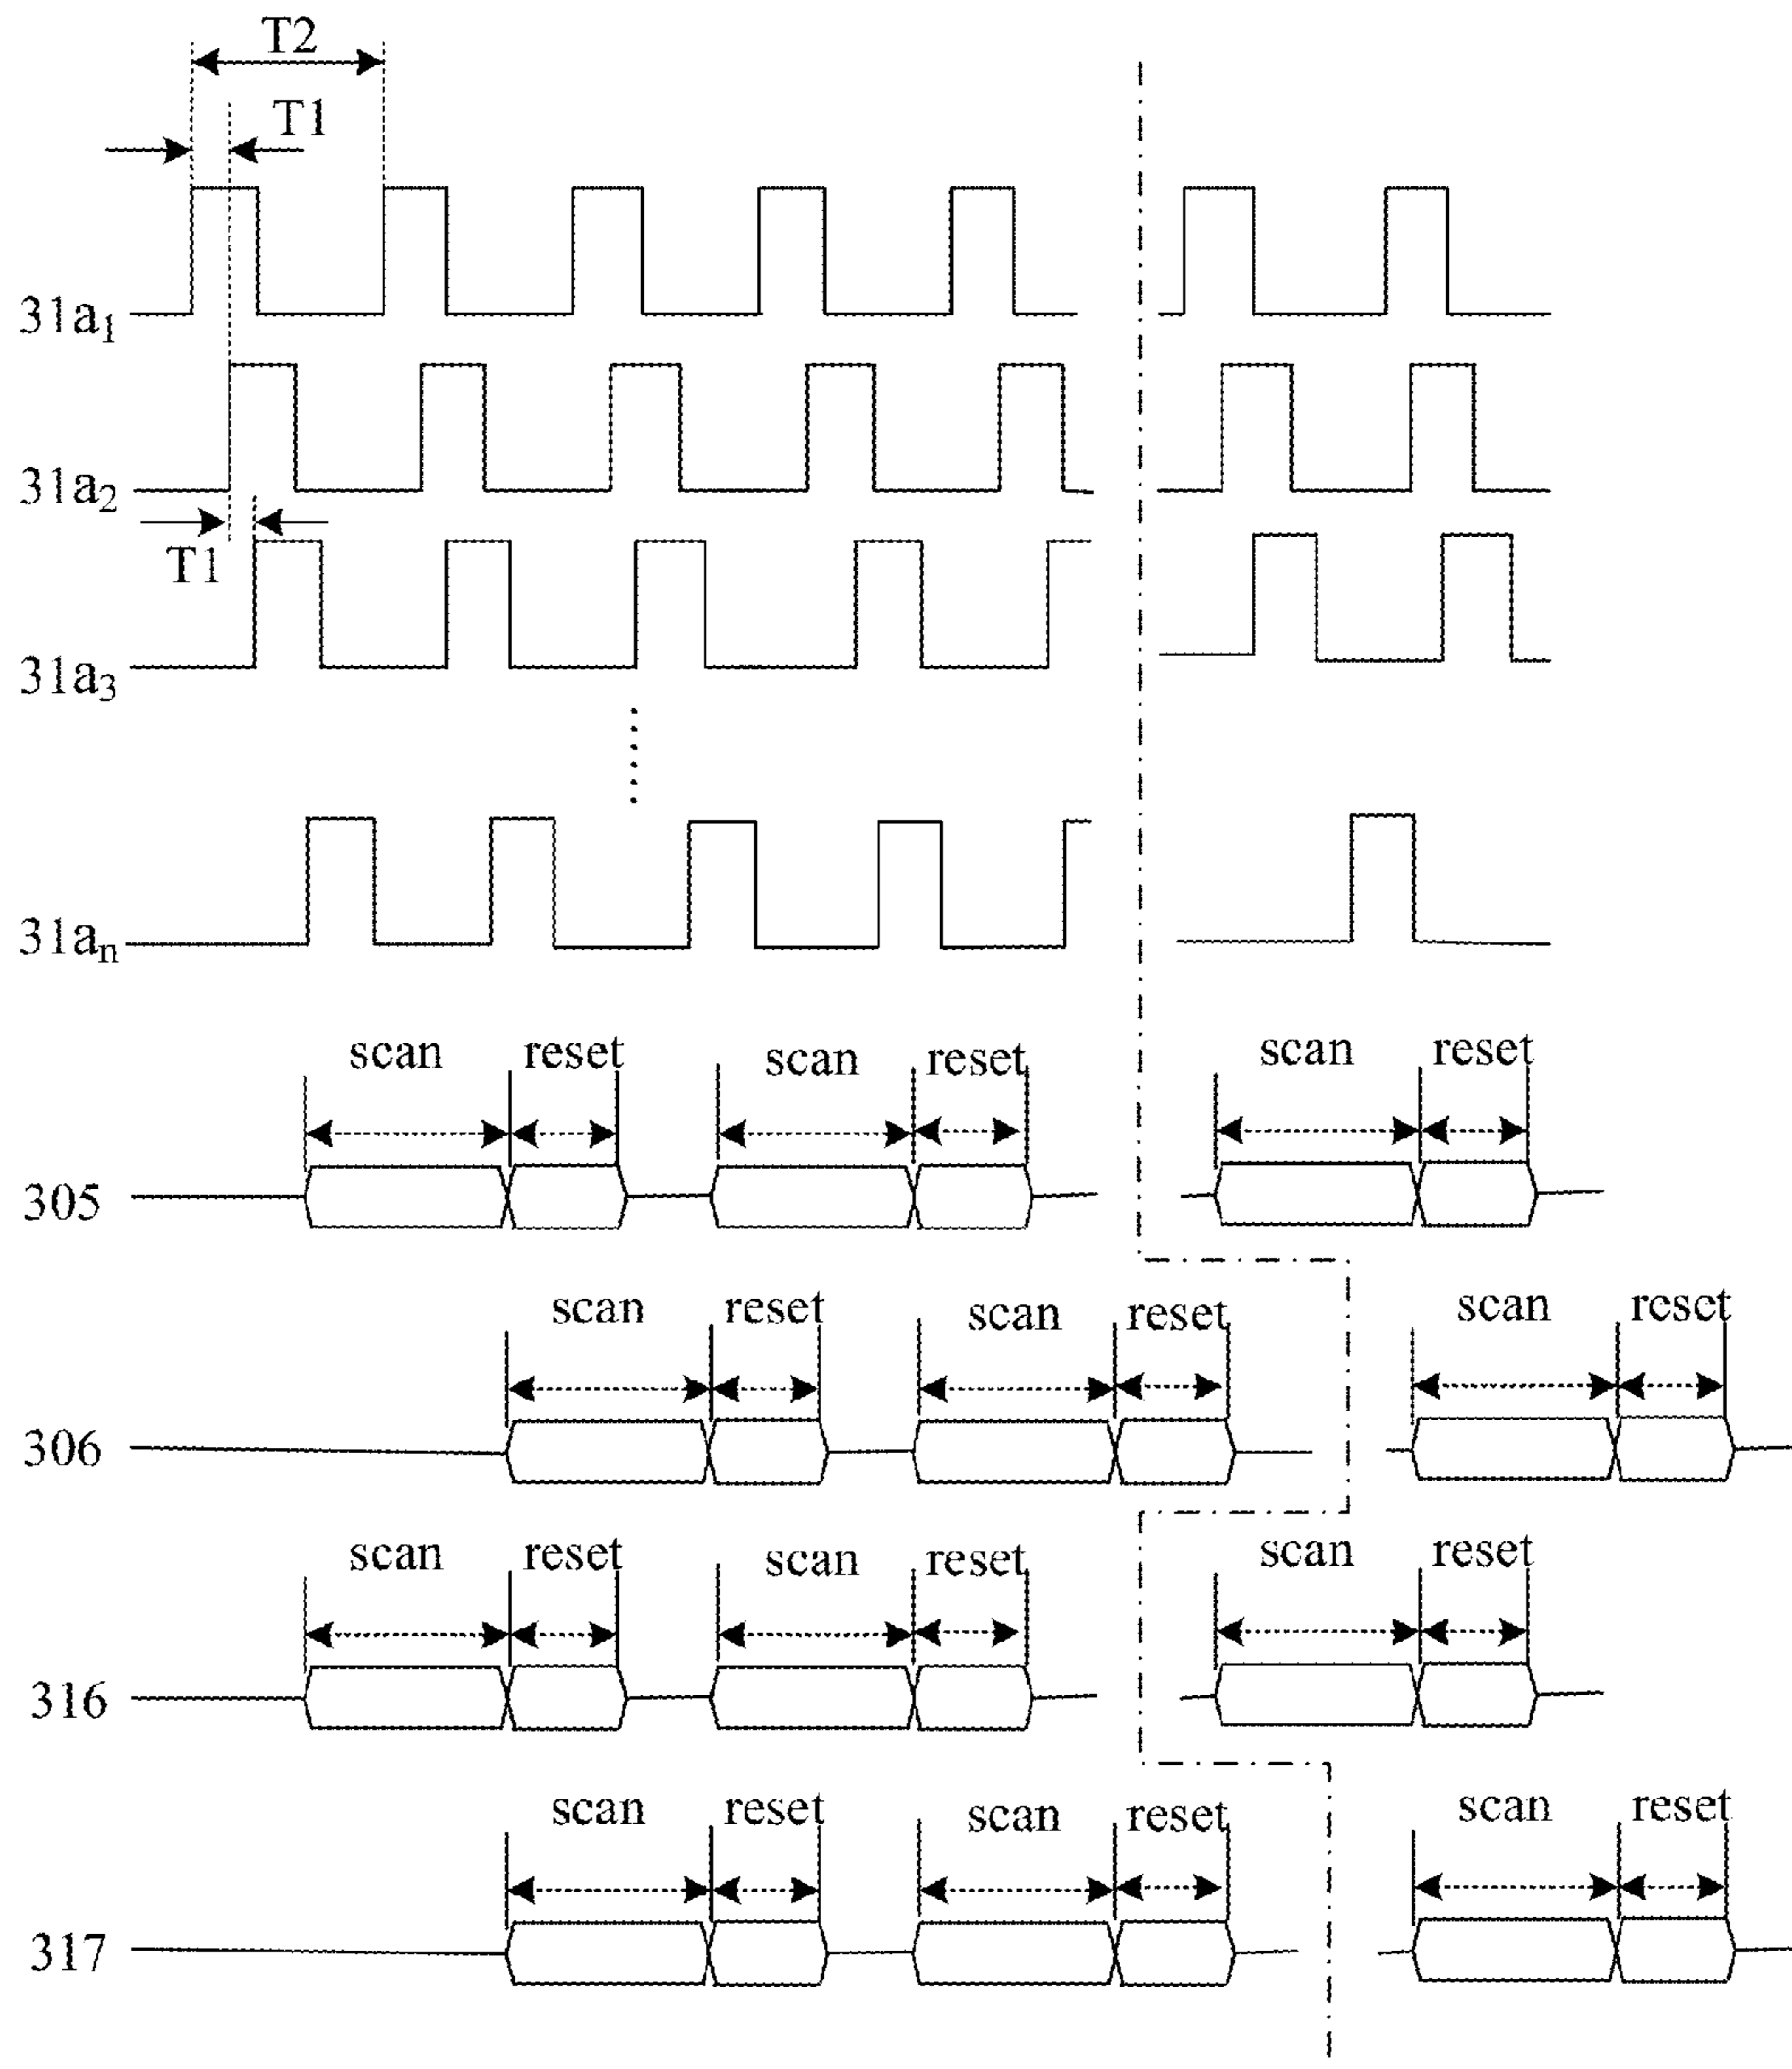 T2
T1
31a₁
31a₂
T1
31a₃
31aₙ
scan reset scan reset scan reset
305
scan reset scan reset scan reset
306
scan reset scan reset scan reset
316
scan reset scan reset scan reset
317